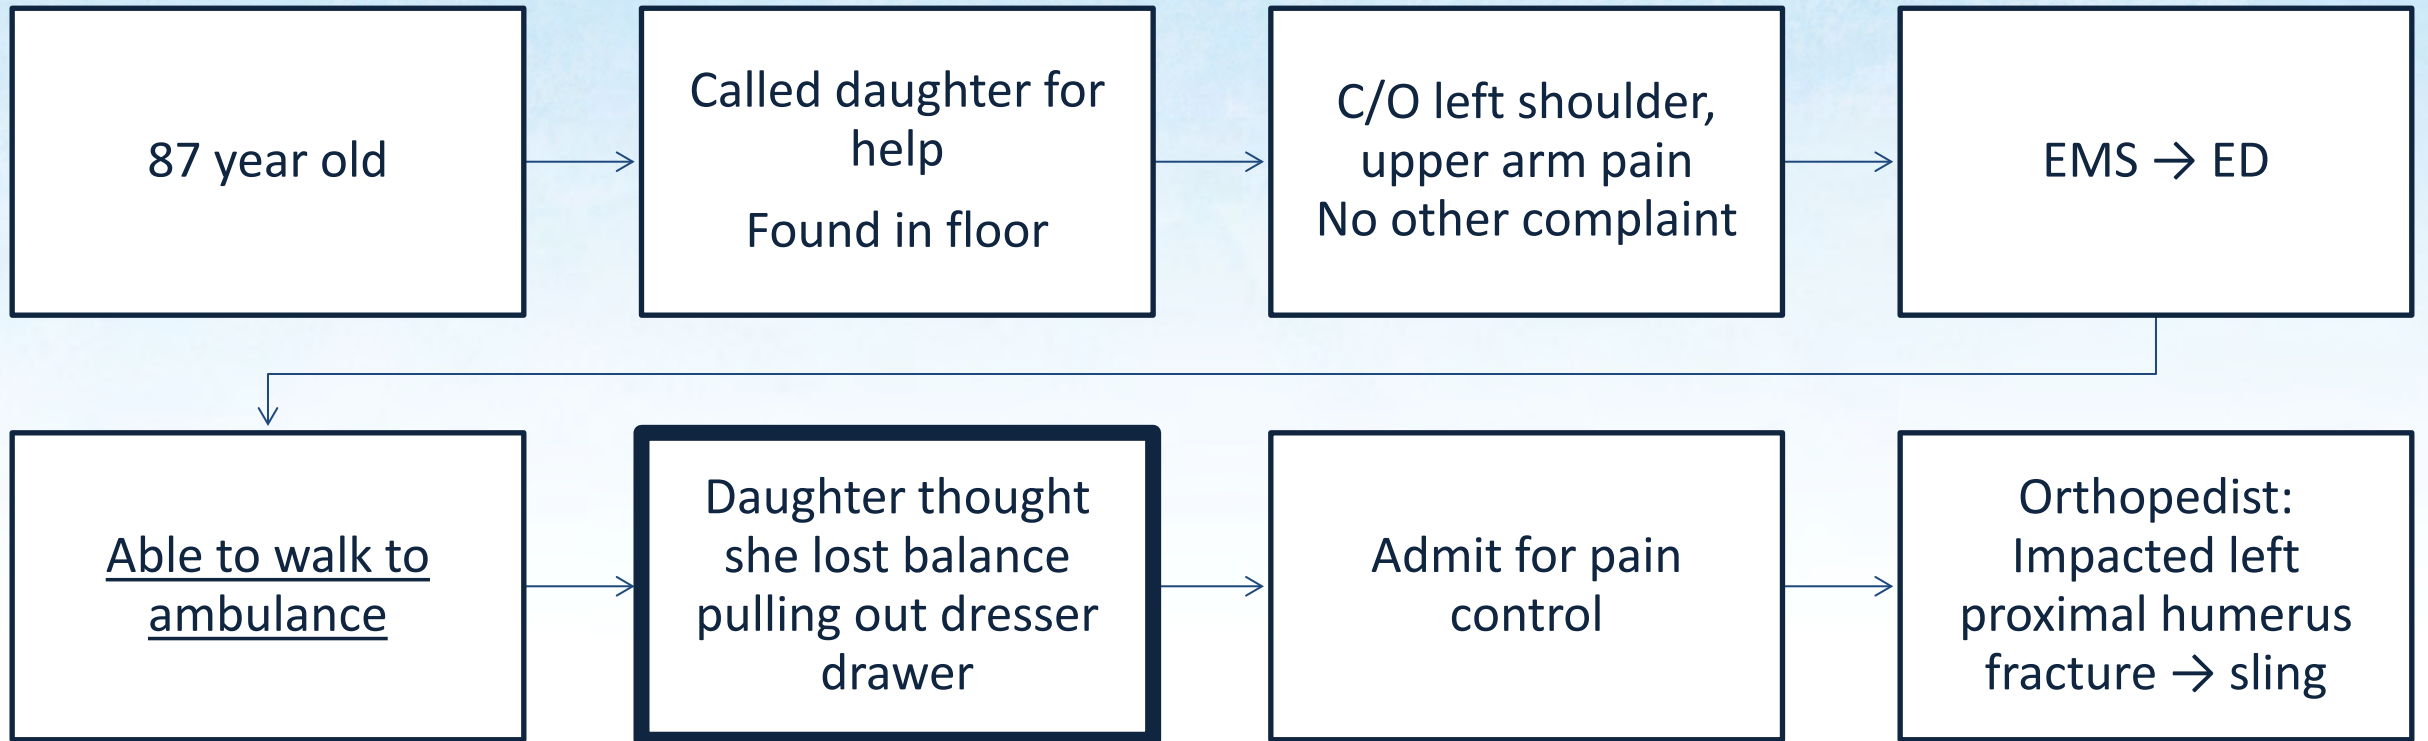 87 year old
Called daughter for
help
Found in floor
C/O left shoulder,
upper arm pain
No other complaint
EMS → ED
Able to walk to
ambulance
Daughter thought
she lost balance
pulling out dresser
drawer
Admit for pain
control
Orthopedist:
Impacted left
proximal humerus
fracture → sling